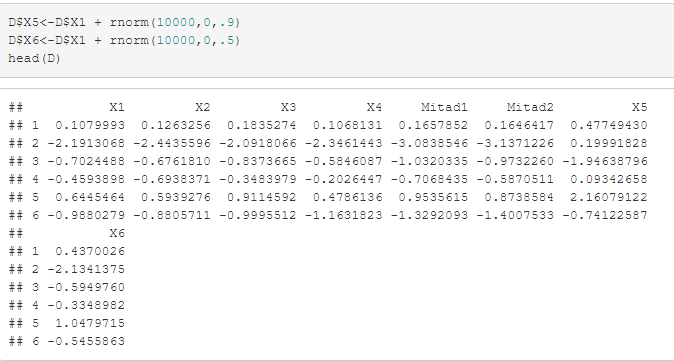 D$X5<-D$X1 + rnorm(10000,0,.9)
D$X6<-D$X1 + rnorm(10000,0,.5)
head(D)
## X1 X2 X3 X4 Mitad1 Mitad2 X5
## 1 0.1079993 0.1263256 0.1835274 0.1068131 0.1657852 0.1646417 0.47749430
## 2 -2.1913068 -2.4435596 -2.0918066 -2.3461443 -3.0838546 -3.1371226 0.19991828
## 3 -0.7024488 -0.6761810 -0.8373665 -0.5846087 -1.0320335 -0.9732260 -1.94638796
## 4 -0.4593898 -0.6938371 -0.3483979 -0.2026447 -0.7068435 -0.5870511 0.09342658
## 5 0.6445464 0.5939276 0.9114592 0.4786136 0.9535615 0.8738584 2.16079122
## 6 -0.9880279 -0.8805711 -0.9995512 -1.1631823 -1.3292093 -1.4007533 -0.74122587
## X6
## 1 0.4370026
## 2 -2.1341375
## 3 -0.5949760
## 4 -0.3348982
## 5 1.0479715
## 6 -0.5455863